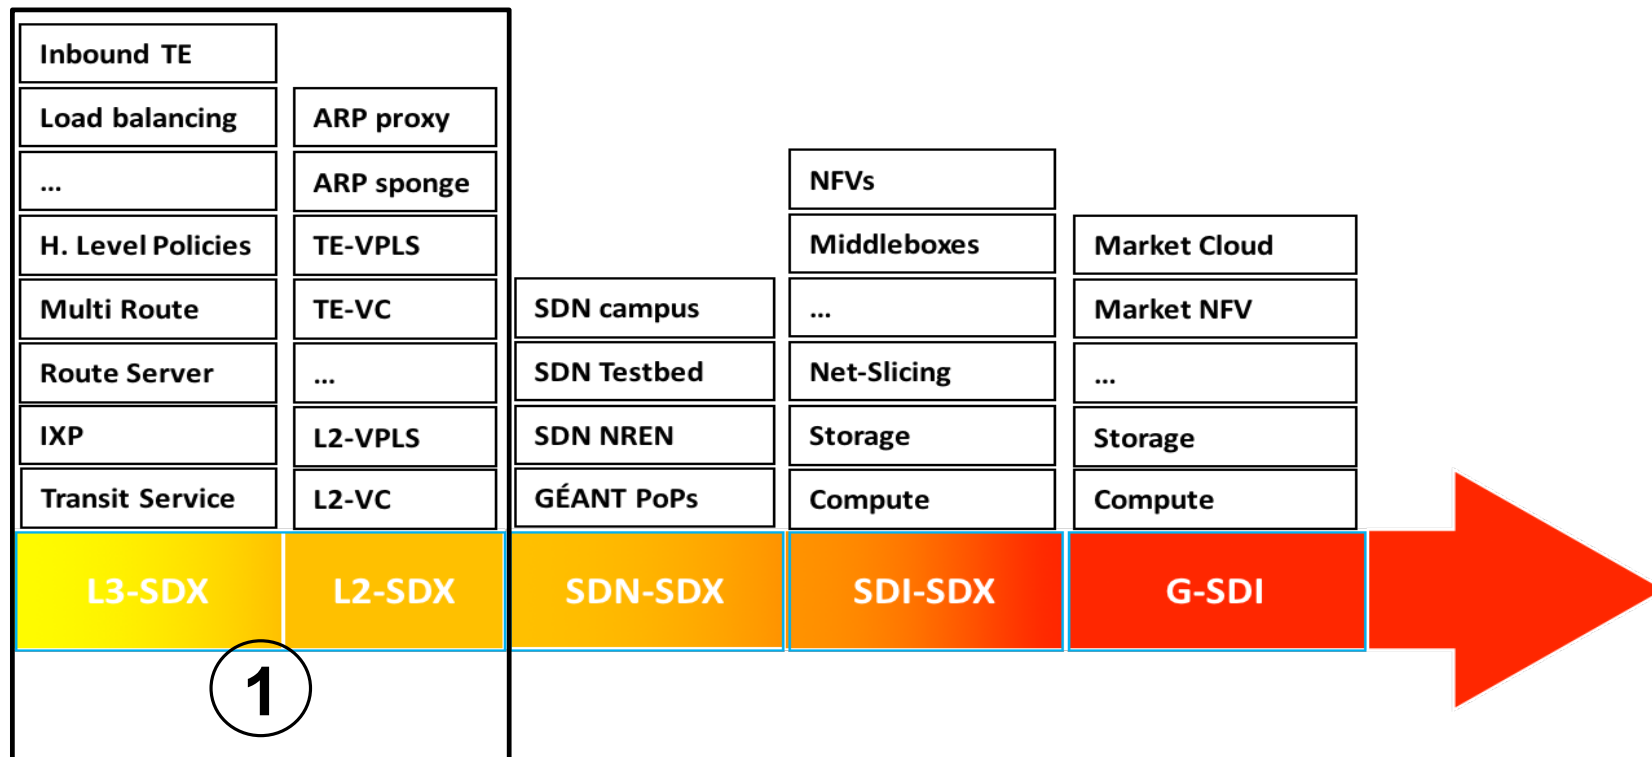 Inbound TE
Load balancing
...
H. Level Policies
Multi Route
Route Server
IXP
Transit Service
L3-SDX
ARP proxy
ARP sponge
TE-VPLS
TE-VC
...
L2-VPLS
L2-VC
L2-SDX
1
SDN campus
SDN Testbed
SDN NREN
GÉANT PoPs
SDN-SDX
NFVs
Middleboxes
...
Net-Slicing
Storage
Compute
SDI-SDX
Market Cloud
Market NFV
...
Storage
Compute
G-SDI